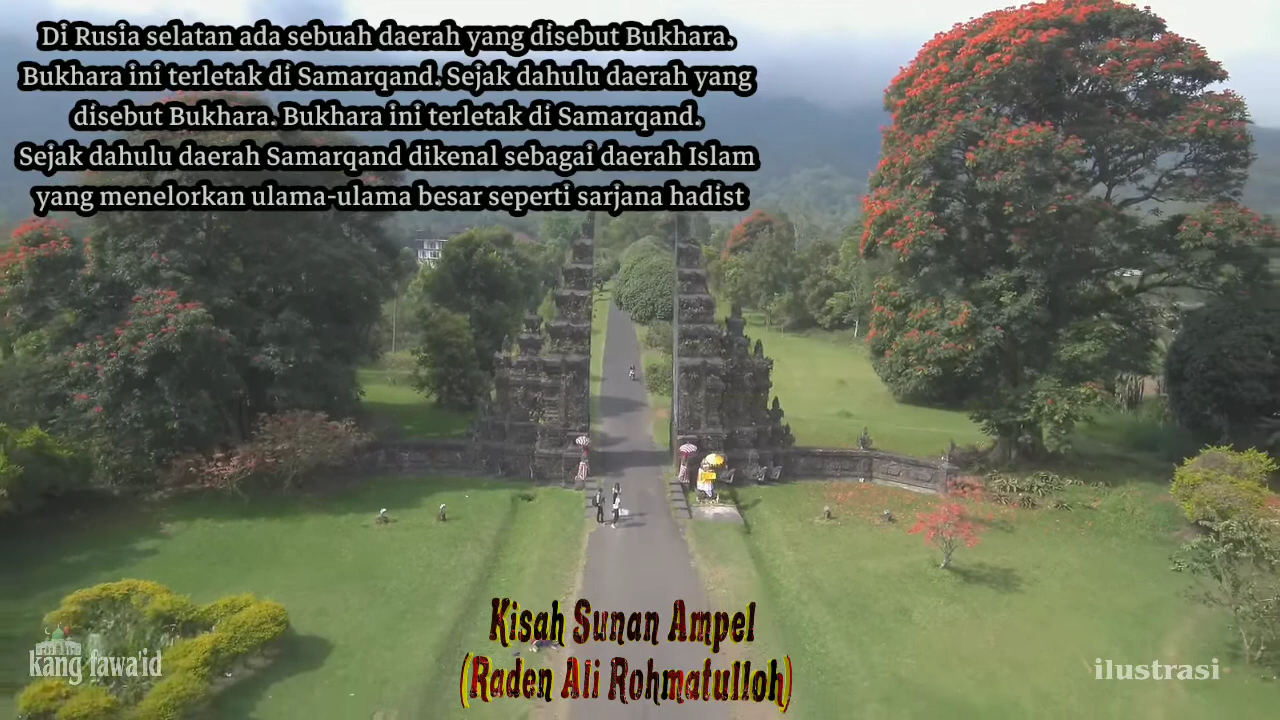 Di Rusia selatan ada sebuah daerah yang disebut Bukhara.
Bukhara ini terletak di Samarqand. Sejak dahulu daerah yang
disebut Bukhara. Bukhara ini terletak di Samarqand.
Sejak dahulu daerah Samarqand dikenal sebagai daerah Islam
yang menelorkan ulama-ulama besar seperti sarjana hadist
Kisah Sunan Ampel
(Raden Ali Rohmatulloh)
kang fawa'id
ilustrasi